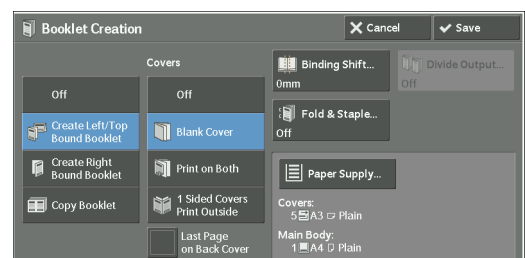 Booklet Creation
Cancel
Save
Off
Create Left/Top
Bound Booklet
Create Right
Bound Booklet
Copy Booklet
Covers
Off
Blank Cover
Print on Both
1 Sided Covers
Print Outside
Last Page
on Back Cover
Binding Shift...
0mm
Divide Output...
Off
Fold & Staple...
Off
Paper Supply...
Covers:
5 A3 Plain
Main Body:
1 A4 Plain